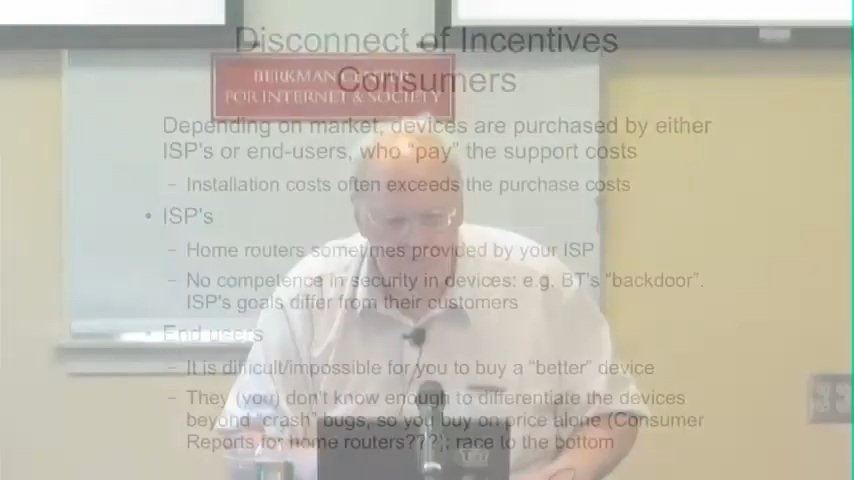 Disconnect of Incentives
Consumers
BERKMAN CENTER
FOR INTERNET & SOCIETY
Depending on market, devices are purchased by either
ISP's or end-users, who "pay" the support costs
– Installation costs often exceeds the purchase costs
• ISP's
– Home routers sometimes provided by your ISP
– No competence in security in devices: e.g. BT's "backdoor".
ISP's goals differ from their customers
• End users
– It is difficult/impossible for you to buy a "better" device
– They (you) don't know enough to differentiate the devices
beyond "crash" bugs, so you buy on price alone (Consumer
Reports for home routers???); race to the bottom